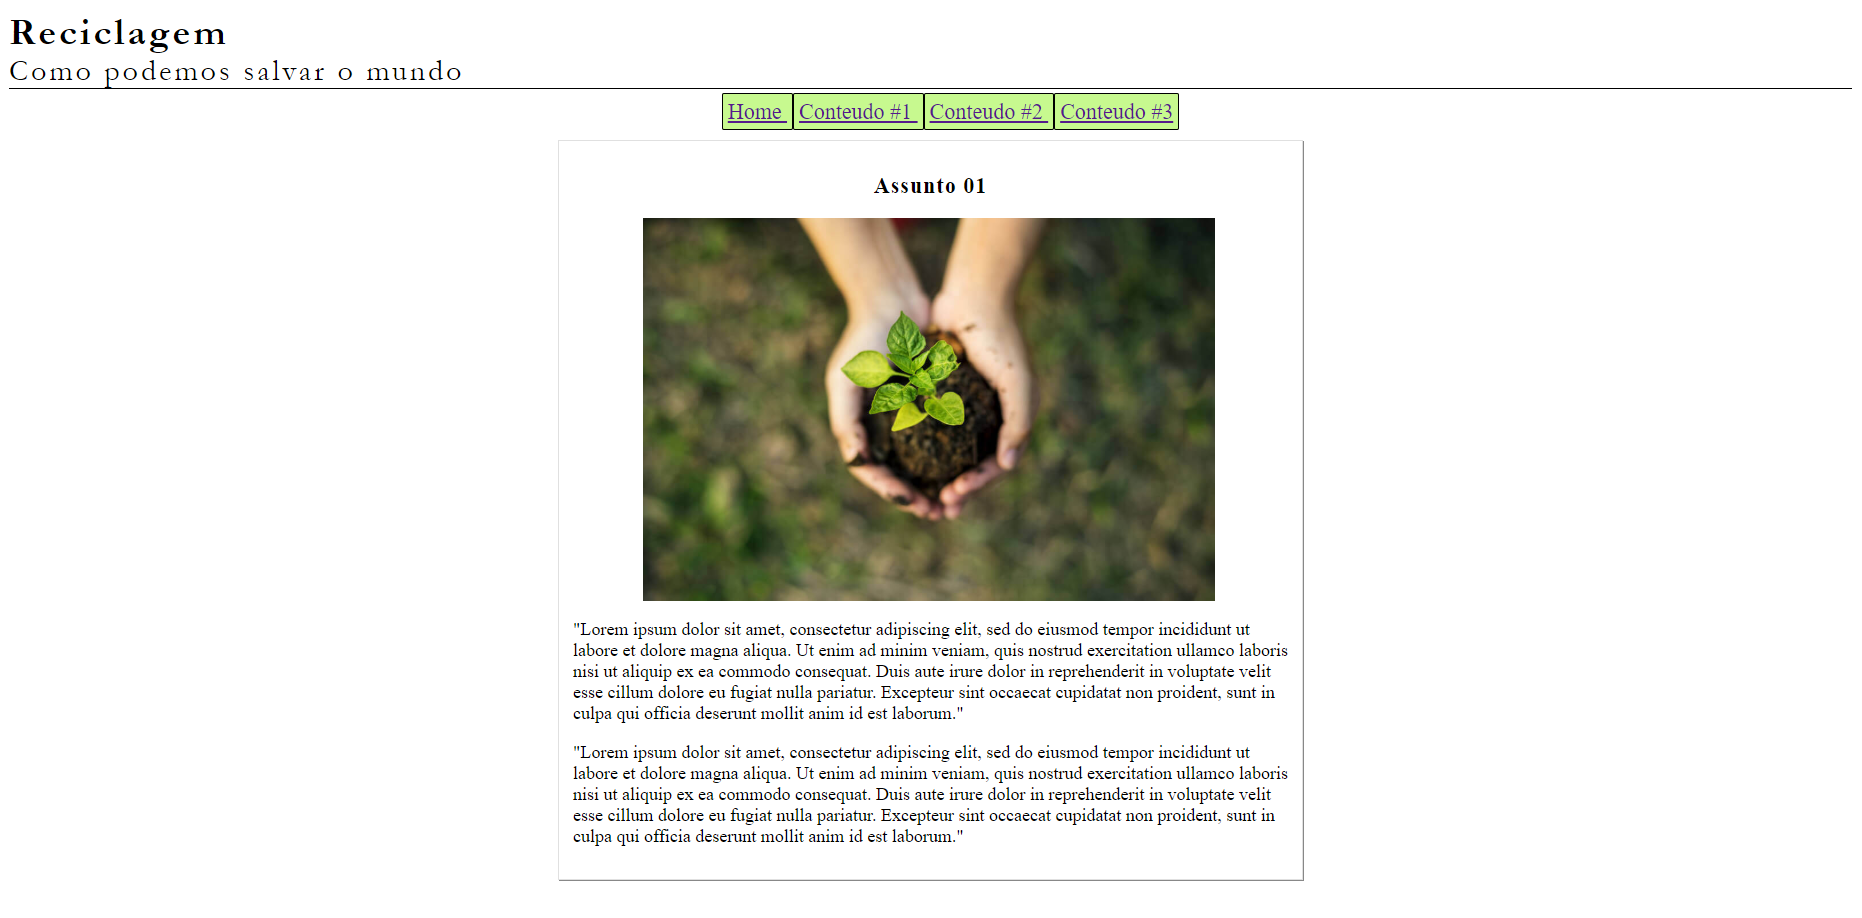 Reciclagem
Como podemos salvar o mundo
Home Conteudo #1 Conteudo #2 Conteudo #3
Assunto 01
"Lorem ipsum dolor sit amet, consectetur adipiscing elit, sed do eiusmod tempor incididunt ut
labore et dolore magna aliqua. Ut enim ad minim veniam, quis nostrud exercitation ullamco laboris
nisi ut aliquip ex ea commodo consequat. Duis aute irure dolor in reprehenderit in voluptate velit
esse cillum dolore eu fugiat nulla pariatur. Excepteur sint occaecat cupidatat non proident, sunt in
culpa qui officia deserunt mollit anim id est laborum."
"Lorem ipsum dolor sit amet, consectetur adipiscing elit, sed do eiusmod tempor incididunt ut
labore et dolore magna aliqua. Ut enim ad minim veniam, quis nostrud exercitation ullamco laboris
nisi ut aliquip ex ea commodo consequat. Duis aute irure dolor in reprehenderit in voluptate velit
esse cillum dolore eu fugiat nulla pariatur. Excepteur sint occaecat cupidatat non proident, sunt in
culpa qui officia deserunt mollit anim id est laborum."